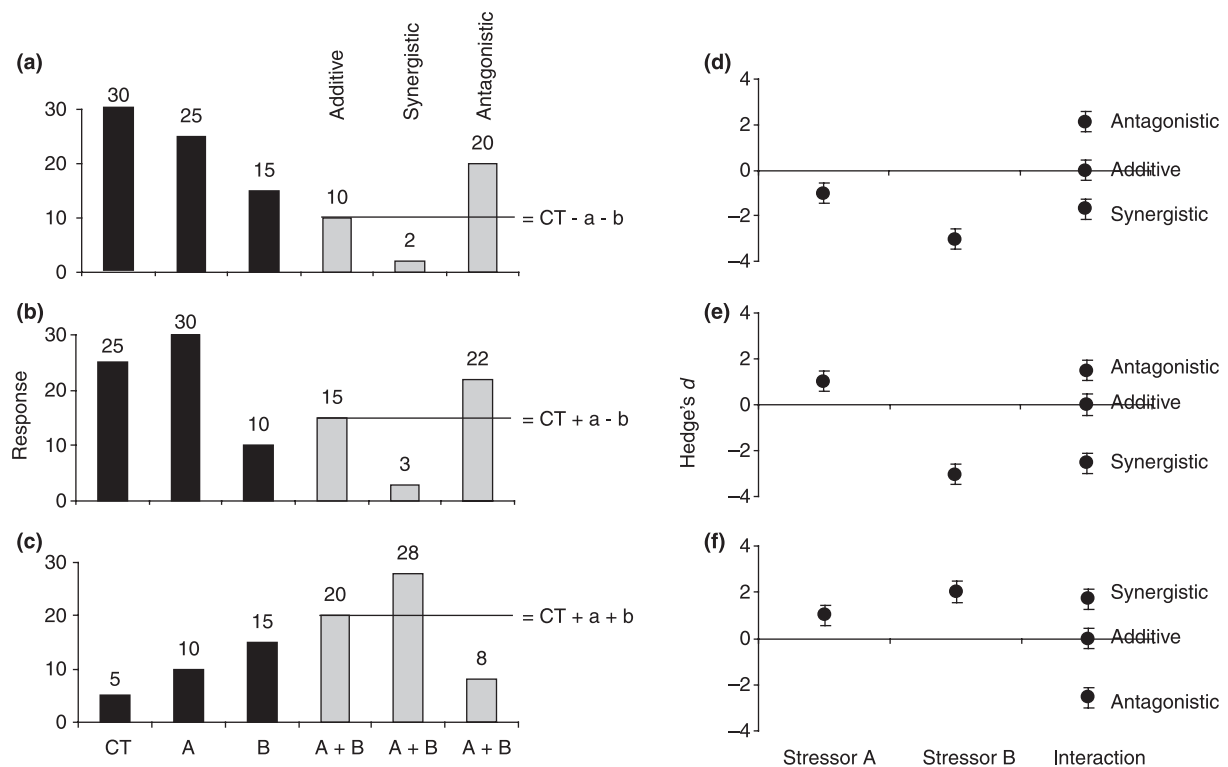 (a)
Additive
Synergistic
Antagonistic
30
20
10
0
30
25
15
10
2
20
= CT - a - b
(b)
30
20
10
0
25
30
10
15
3
22
= CT + a - b
Response
(c)
30
20
10
0
5
10
15
20
28
8
= CT + a + b
CT A B A + B A + B A + B
(d)
4
2
0
–2
–4
Antagonistic
Additive
Synergistic
(e)
4
2
0
–2
–4
Antagonistic
Additive
Synergistic
Hedge's d
(f)
4
2
0
–2
–4
Synergistic
Additive
Antagonistic
Stressor A Stressor B Interaction